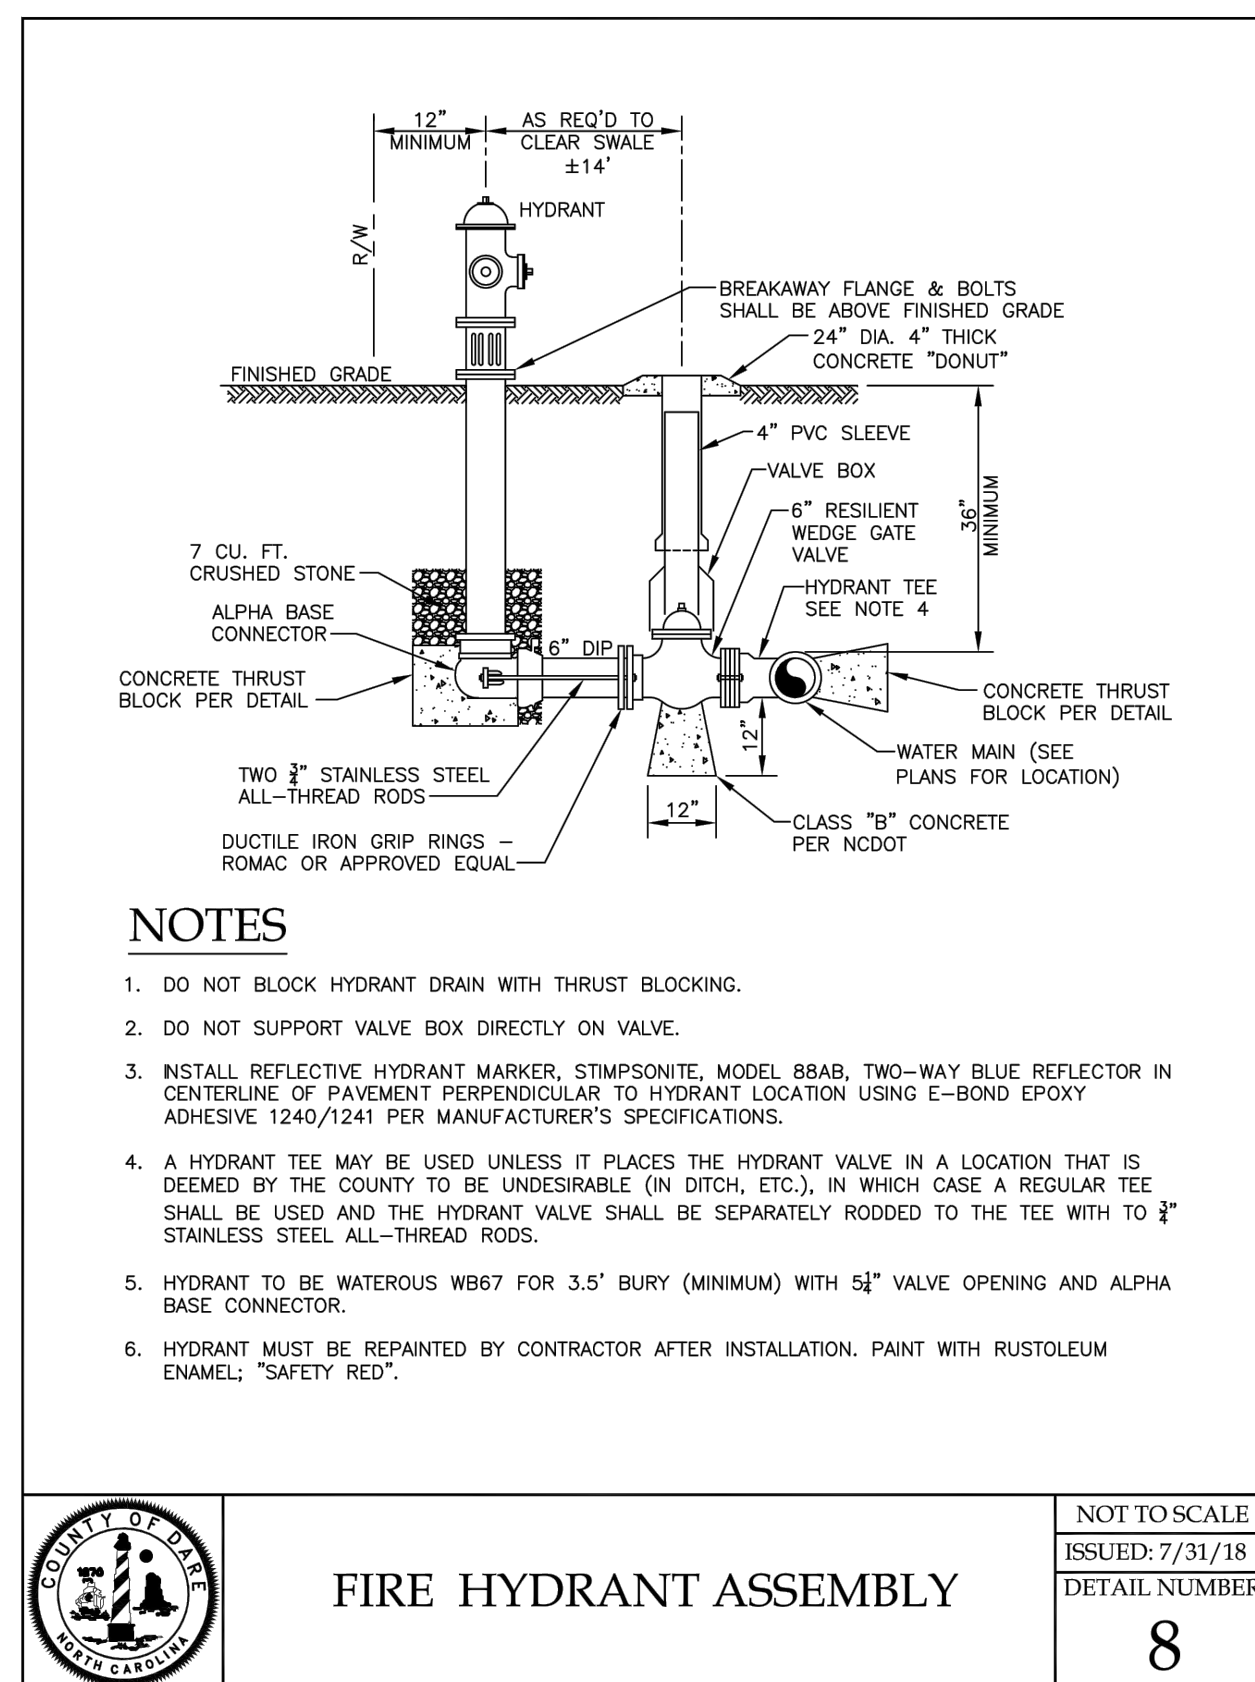 12"
MINIMUM
AS REQ'D TO
CLEAR SWALE
±14'
HYDRANT
R/W
BREAKAWAY FLANGE & BOLTS
SHALL BE ABOVE FINISHED GRADE
24" DIA. 4" THICK
CONCRETE "DONUT"
FINISHED GRADE
4" PVC SLEEVE
VALVE BOX
6" RESILIENT
WEDGE GATE
VALVE
36"
MINIMUM
7 CU. FT.
CRUSHED STONE
HYDRANT TEE
SEE NOTE 4
ALPHA BASE
CONNECTOR
6" DIP
CONCRETE THRUST
BLOCK PER DETAIL
CONCRETE THRUST
BLOCK PER DETAIL
12"
WATER MAIN (SEE
PLANS FOR LOCATION)
TWO 3/4" STAINLESS STEEL
ALL-THREAD RODS
12"
CLASS "B" CONCRETE
PER NCDOT
DUCTILE IRON GRIP RINGS -
ROMAC OR APPROVED EQUAL
NOTES
1. DO NOT BLOCK HYDRANT DRAIN WITH THRUST BLOCKING.
2. DO NOT SUPPORT VALVE BOX DIRECTLY ON VALVE.
3. INSTALL REFLECTIVE HYDRANT MARKER, STIMPSONITE, MODEL 88AB, TWO-WAY BLUE REFLECTOR IN
CENTERLINE OF PAVEMENT PERPENDICULAR TO HYDRANT LOCATION USING E-BOND EPOXY
ADHESIVE 1240/1241 PER MANUFACTURER'S SPECIFICATIONS.
4. A HYDRANT TEE MAY BE USED UNLESS IT PLACES THE HYDRANT VALVE IN A LOCATION THAT IS
DEEMED BY THE COUNTY TO BE UNDESIRABLE (IN DITCH, ETC.), IN WHICH CASE A REGULAR TEE
SHALL BE USED AND THE HYDRANT VALVE SHALL BE SEPARATELY RODDED TO THE TEE WITH TO 3/4"
STAINLESS STEEL ALL-THREAD RODS.
5. HYDRANT TO BE WATEROUS WB67 FOR 3.5' BURY (MINIMUM) WITH 5 1/4" VALVE OPENING AND ALPHA
BASE CONNECTOR.
6. HYDRANT MUST BE REPAINTED BY CONTRACTOR AFTER INSTALLATION. PAINT WITH RUSTOLEUM
ENAMEL; "SAFETY RED".
COUNTY OF DARE
1870
NORTH CAROLINA
FIRE HYDRANT ASSEMBLY
NOT TO SCALE
ISSUED: 7/31/18
DETAIL NUMBER
8